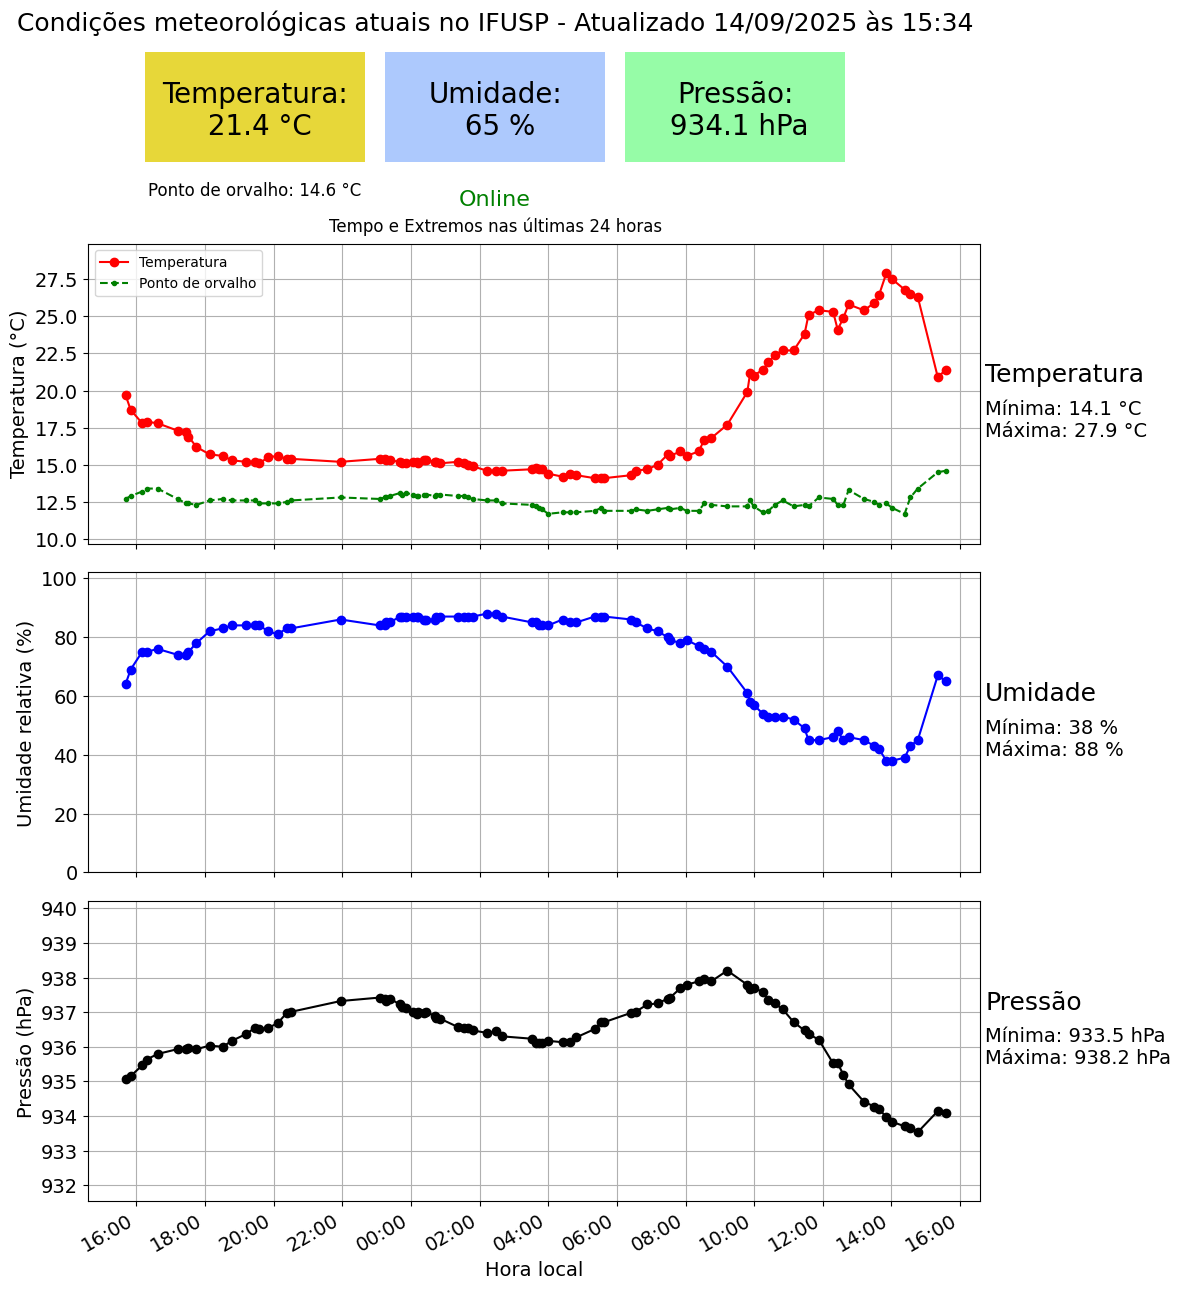 Condições meteorológicas atuais no IFUSP - Atualizado 14/09/2025 às 15:34
Temperatura:
21.4 °C
Umidade:
65 %
Pressão:
934.1 hPa
Ponto de orvalho: 14.6 °C
Online
Tempo e Extremos nas últimas 24 horas
Temperatura
Ponto de orvalho
Temperatura (°C)
27.5
25.0
22.5
20.0
17.5
15.0
12.5
10.0
Temperatura
Mínima: 14.1 °C
Máxima: 27.9 °C
Umidade relativa (%)
100
80
60
40
20
0
Umidade
Mínima: 38 %
Máxima: 88 %
Pressão (hPa)
940
939
938
937
936
935
934
933
932
Pressão
Mínima: 933.5 hPa
Máxima: 938.2 hPa
16:00
18:00
20:00
22:00
00:00
02:00
04:00
06:00
08:00
10:00
12:00
14:00
16:00
Hora local